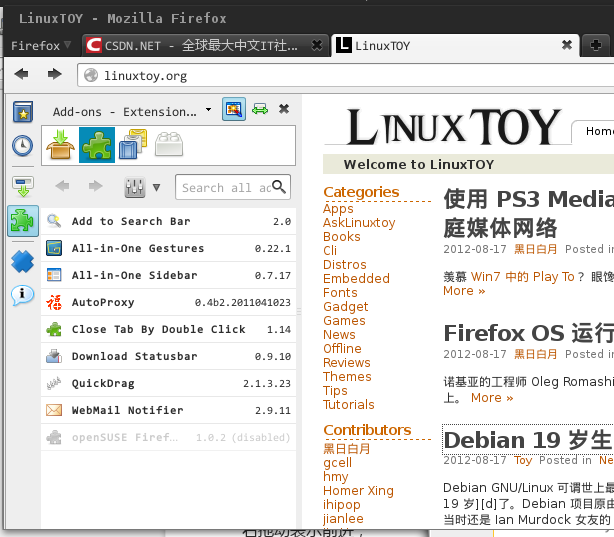 LinuxTOY - Mozilla Firefox
Firefox
CSDN.NET - 全球最大中文IT社...
LinuxTOY
linuxtoy.org
Add-ons - Extension...
Search all ad
Add to Search Bar 2.0
All-in-One Gestures 0.22.1
All-in-One Sidebar 0.7.17
AutoProxy 0.4b2.2011041023
Close Tab By Double Click 1.14
Download Statusbar 0.9.10
QuickDrag 2.1.3.23
WebMail Notifier 2.9.11
openSUSE Firef... 1.0.2 (disabled)
LINUXTOY
Home
Welcome to LinuxTOY
Categories
Apps
AskLinuxtoy
Books
Cli
Distros
Embedded
Fonts
Gadget
Games
News
Offline
Reviews
Themes
Tips
Tutorials
Contributors
黑日白月
gcell
hmy
Homer Xing
ihipop
jianlee
使用 PS3 Media
庭媒体网络
2012-08-17 黑日白月 Posted in
羡慕 Win7 中的 Play To？ 眼馋
More »
Firefox OS 运行
2012-08-17 黑日白月 Posted in
诺基亚的工程师 Oleg Romashi
上。 More »
Debian 19 岁生
2012-08-17 Toy Posted in Ne
Debian GNU/Linux 可谓世上最
19 岁][d]了。Debian 项目原由
当时还是 Ian Murdock 女友的
右拖动表示前进，